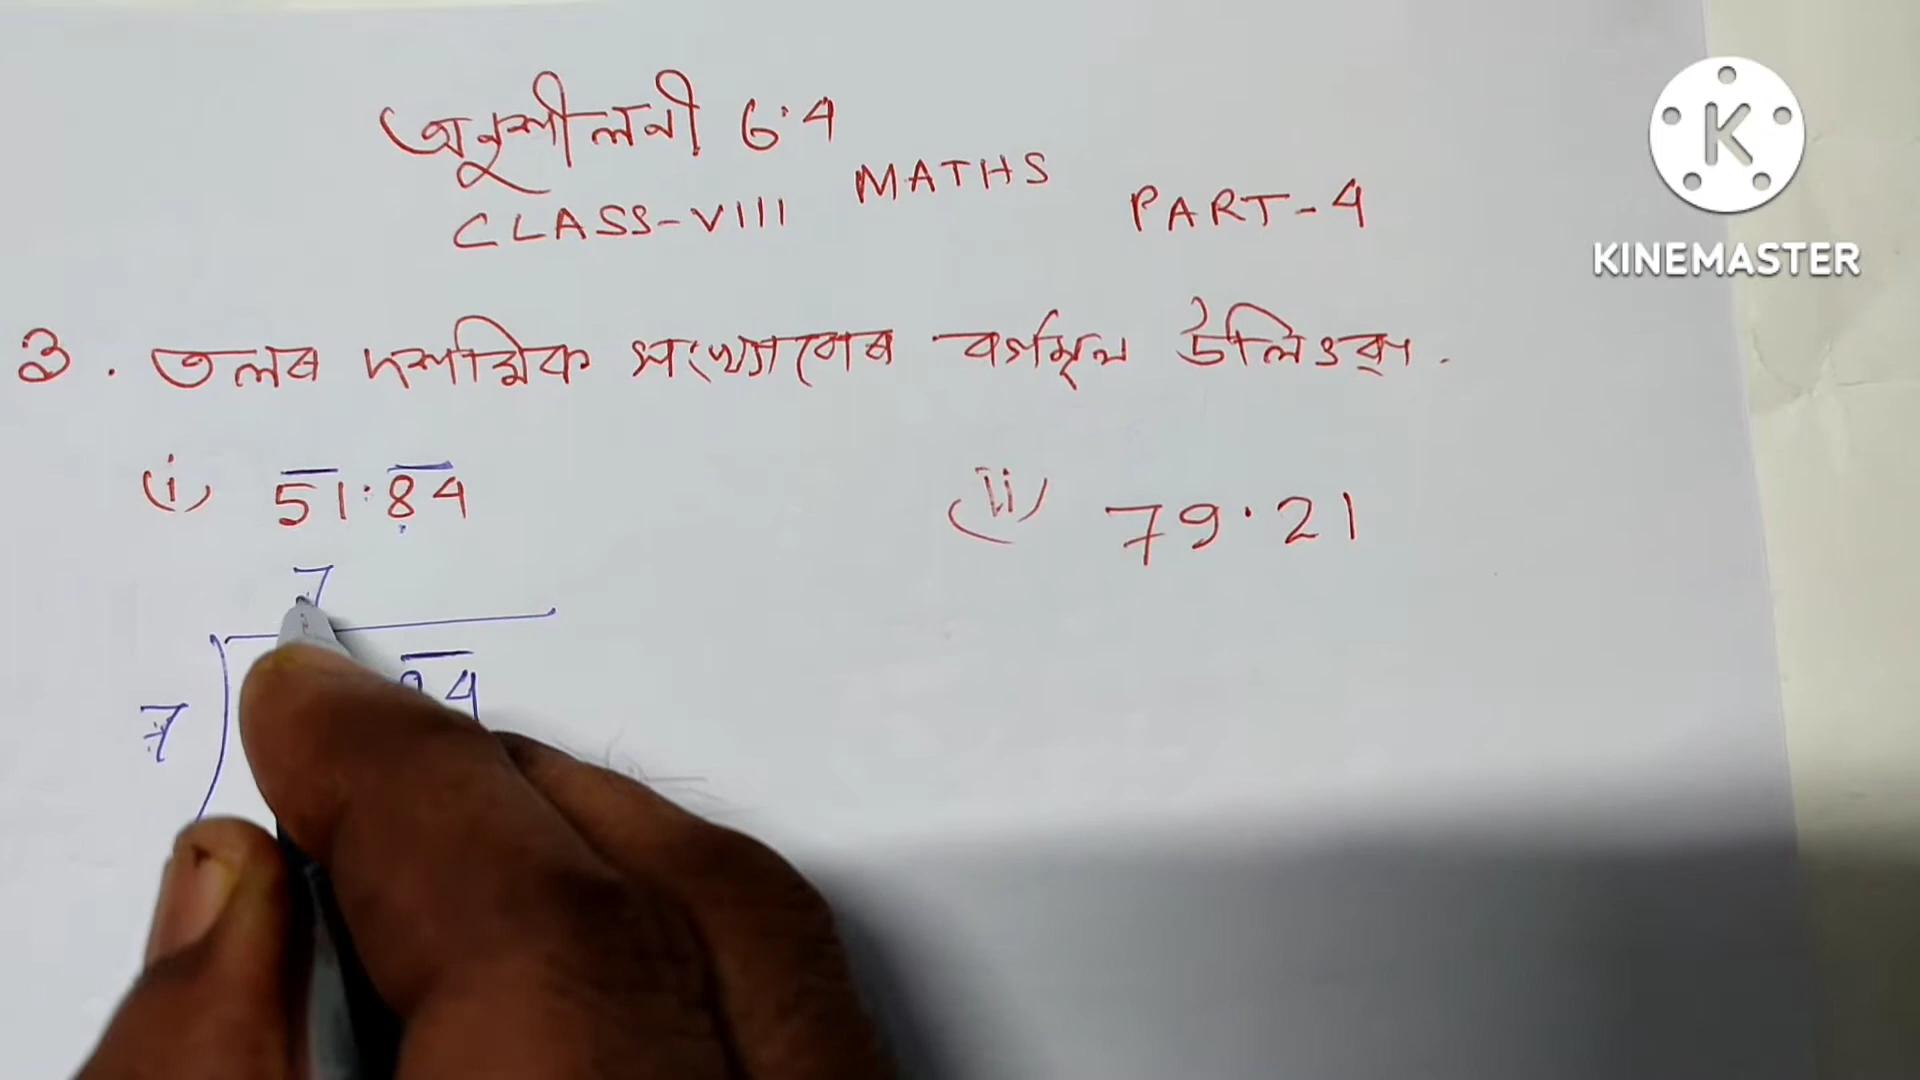 অনুশীলনী 6.4
CLASS-VIII MATHS PART-4
3. তলৰ দশমিক সংখ্যাবোৰ বৰ্গমূল উলিওৱা.
(i) 51.84 (ii) 79.21
7
7 84
K
KINEMASTER